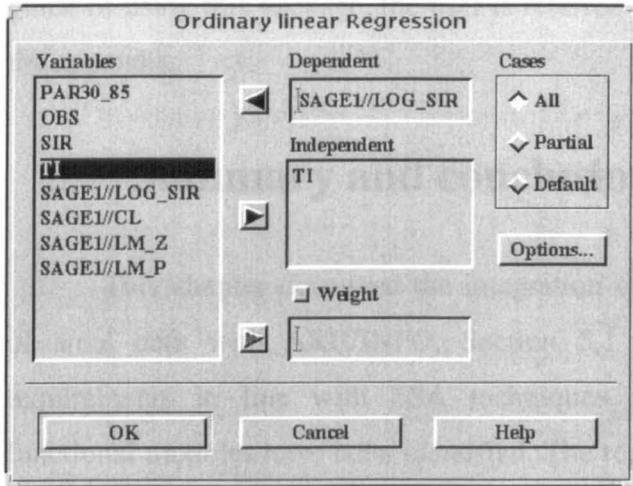 Ordinary linear Regression
Variables
PAR30_85
OBS
SIR
TI
SAGE1//LOG_SIR
SAGE1//CL
SAGE1//LM_Z
SAGE1//LM_P
Dependent
SAGE1//LOG_SIR
Independent
TI
Weight
Cases
All
Partial
Default
Options...
OK
Cancel
Help